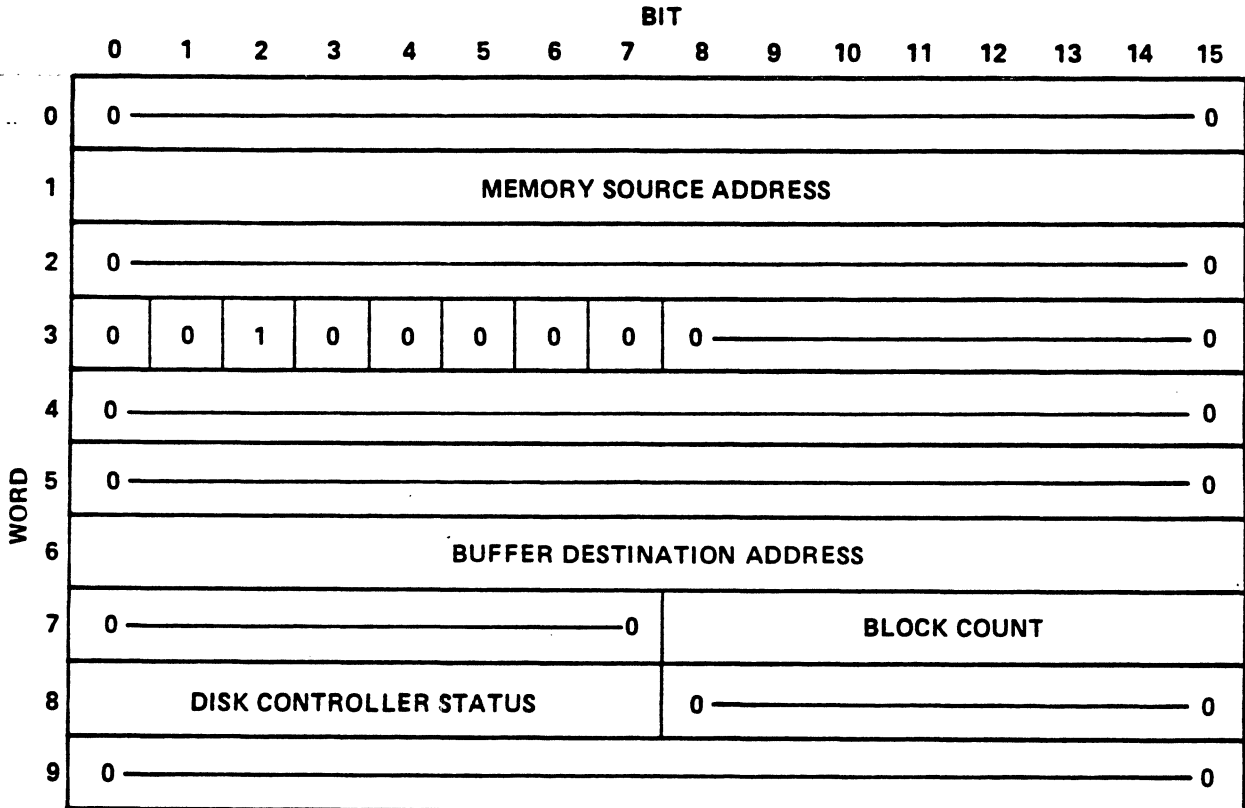 BIT
0 1 2 3 4 5 6 7 8 9 10 11 12 13 14 15
0 0 0
1 MEMORY SOURCE ADDRESS
2 0 0
3 0 0 1 0 0 0 0 0 0 0
4 0 0
5 0 0
WORD
6 BUFFER DESTINATION ADDRESS
7 0 0 BLOCK COUNT
8 DISK CONTROLLER STATUS 0 0
9 0 0